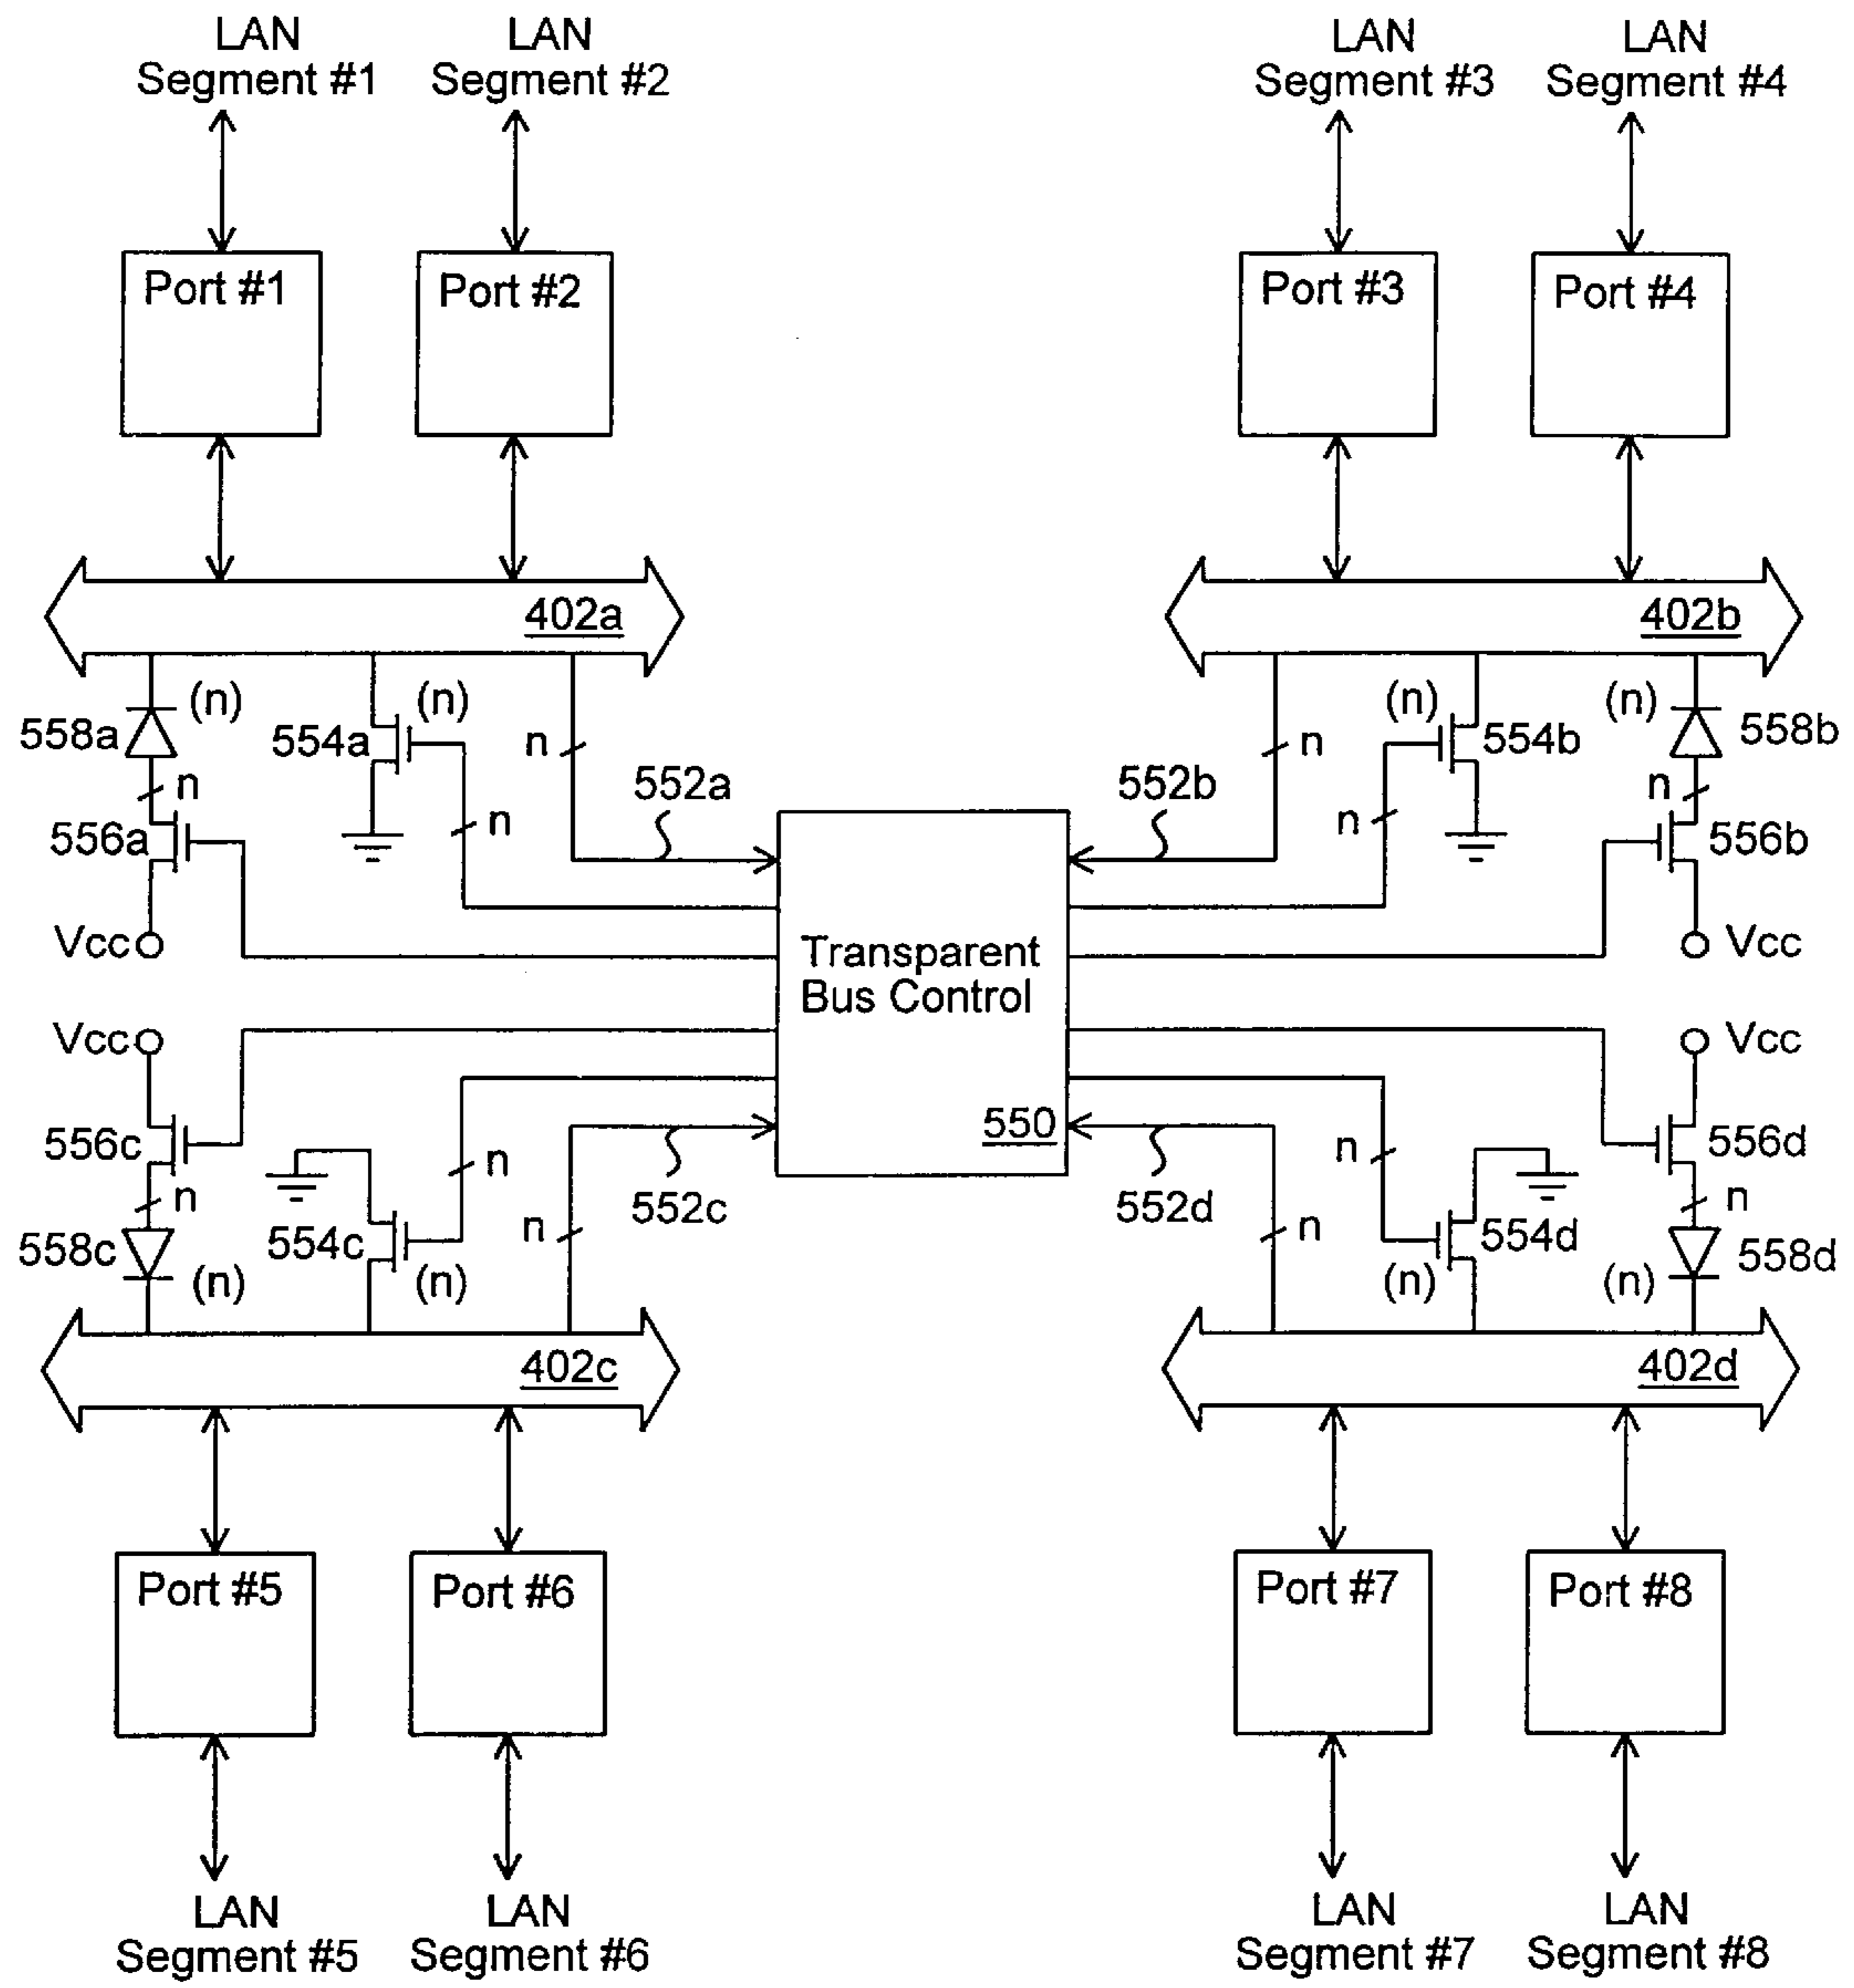 LAN
Segment #1
LAN
Segment #2
LAN
Segment #3
LAN
Segment #4
Port #1
Port #2
Port #3
Port #4
402a
402b
558a
(n)
554a
(n)
n
552a
552b
n
(n)
554b
(n)
558b
n
556a
n
n
n
556b
Vcc
Vcc
Transparent
Bus Control
550
Vcc
Vcc
556c
n
558c
(n)
554c
(n)
n
n
552c
552d
n
n
554d
(n)
556d
n
558d
(n)
402c
402d
Port #5
Port #6
Port #7
Port #8
LAN
Segment #5
LAN
Segment #6
LAN
Segment #7
LAN
Segment #8